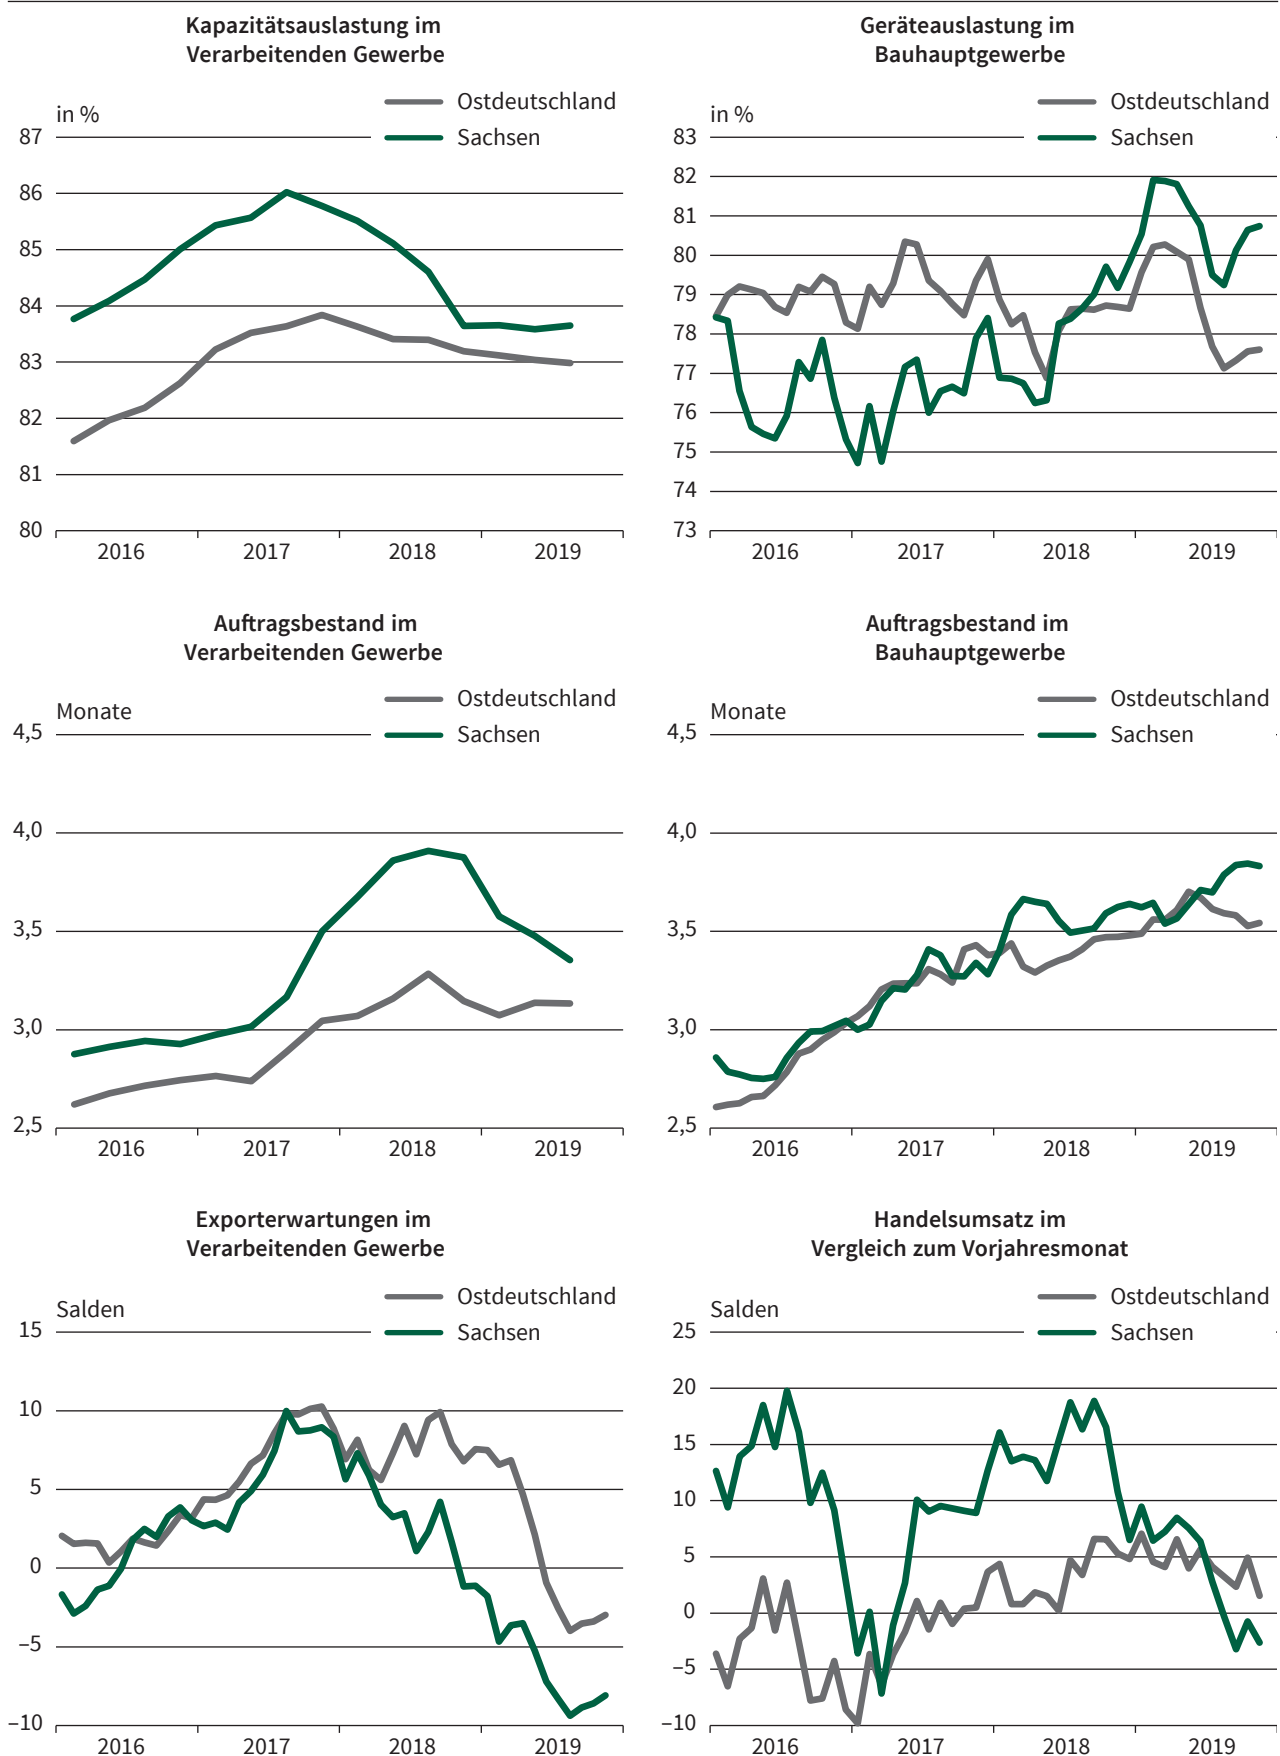 Kapazitätsauslastung im
Verarbeitenden Gewerbe
in %
Ostdeutschland
Sachsen
87
86
85
84
83
82
81
80
2016
2017
2018
2019
Geräteauslastung im
Bauhauptgewerbe
in %
Ostdeutschland
Sachsen
83
82
81
80
79
78
77
76
75
74
73
2016
2017
2018
2019
Auftragsbestand im
Verarbeitenden Gewerbe
Monate
Ostdeutschland
Sachsen
4,5
4,0
3,5
3,0
2,5
2016
2017
2018
2019
Auftragsbestand im
Bauhauptgewerbe
Monate
Ostdeutschland
Sachsen
4,5
4,0
3,5
3,0
2,5
2016
2017
2018
2019
Exporterwartungen im
Verarbeitenden Gewerbe
Salden
Ostdeutschland
Sachsen
15
10
5
0
−5
−10
2016
2017
2018
2019
Handelsumsatz im
Vergleich zum Vorjahresmonat
Salden
Ostdeutschland
Sachsen
25
20
15
10
5
0
−5
−10
2016
2017
2018
2019